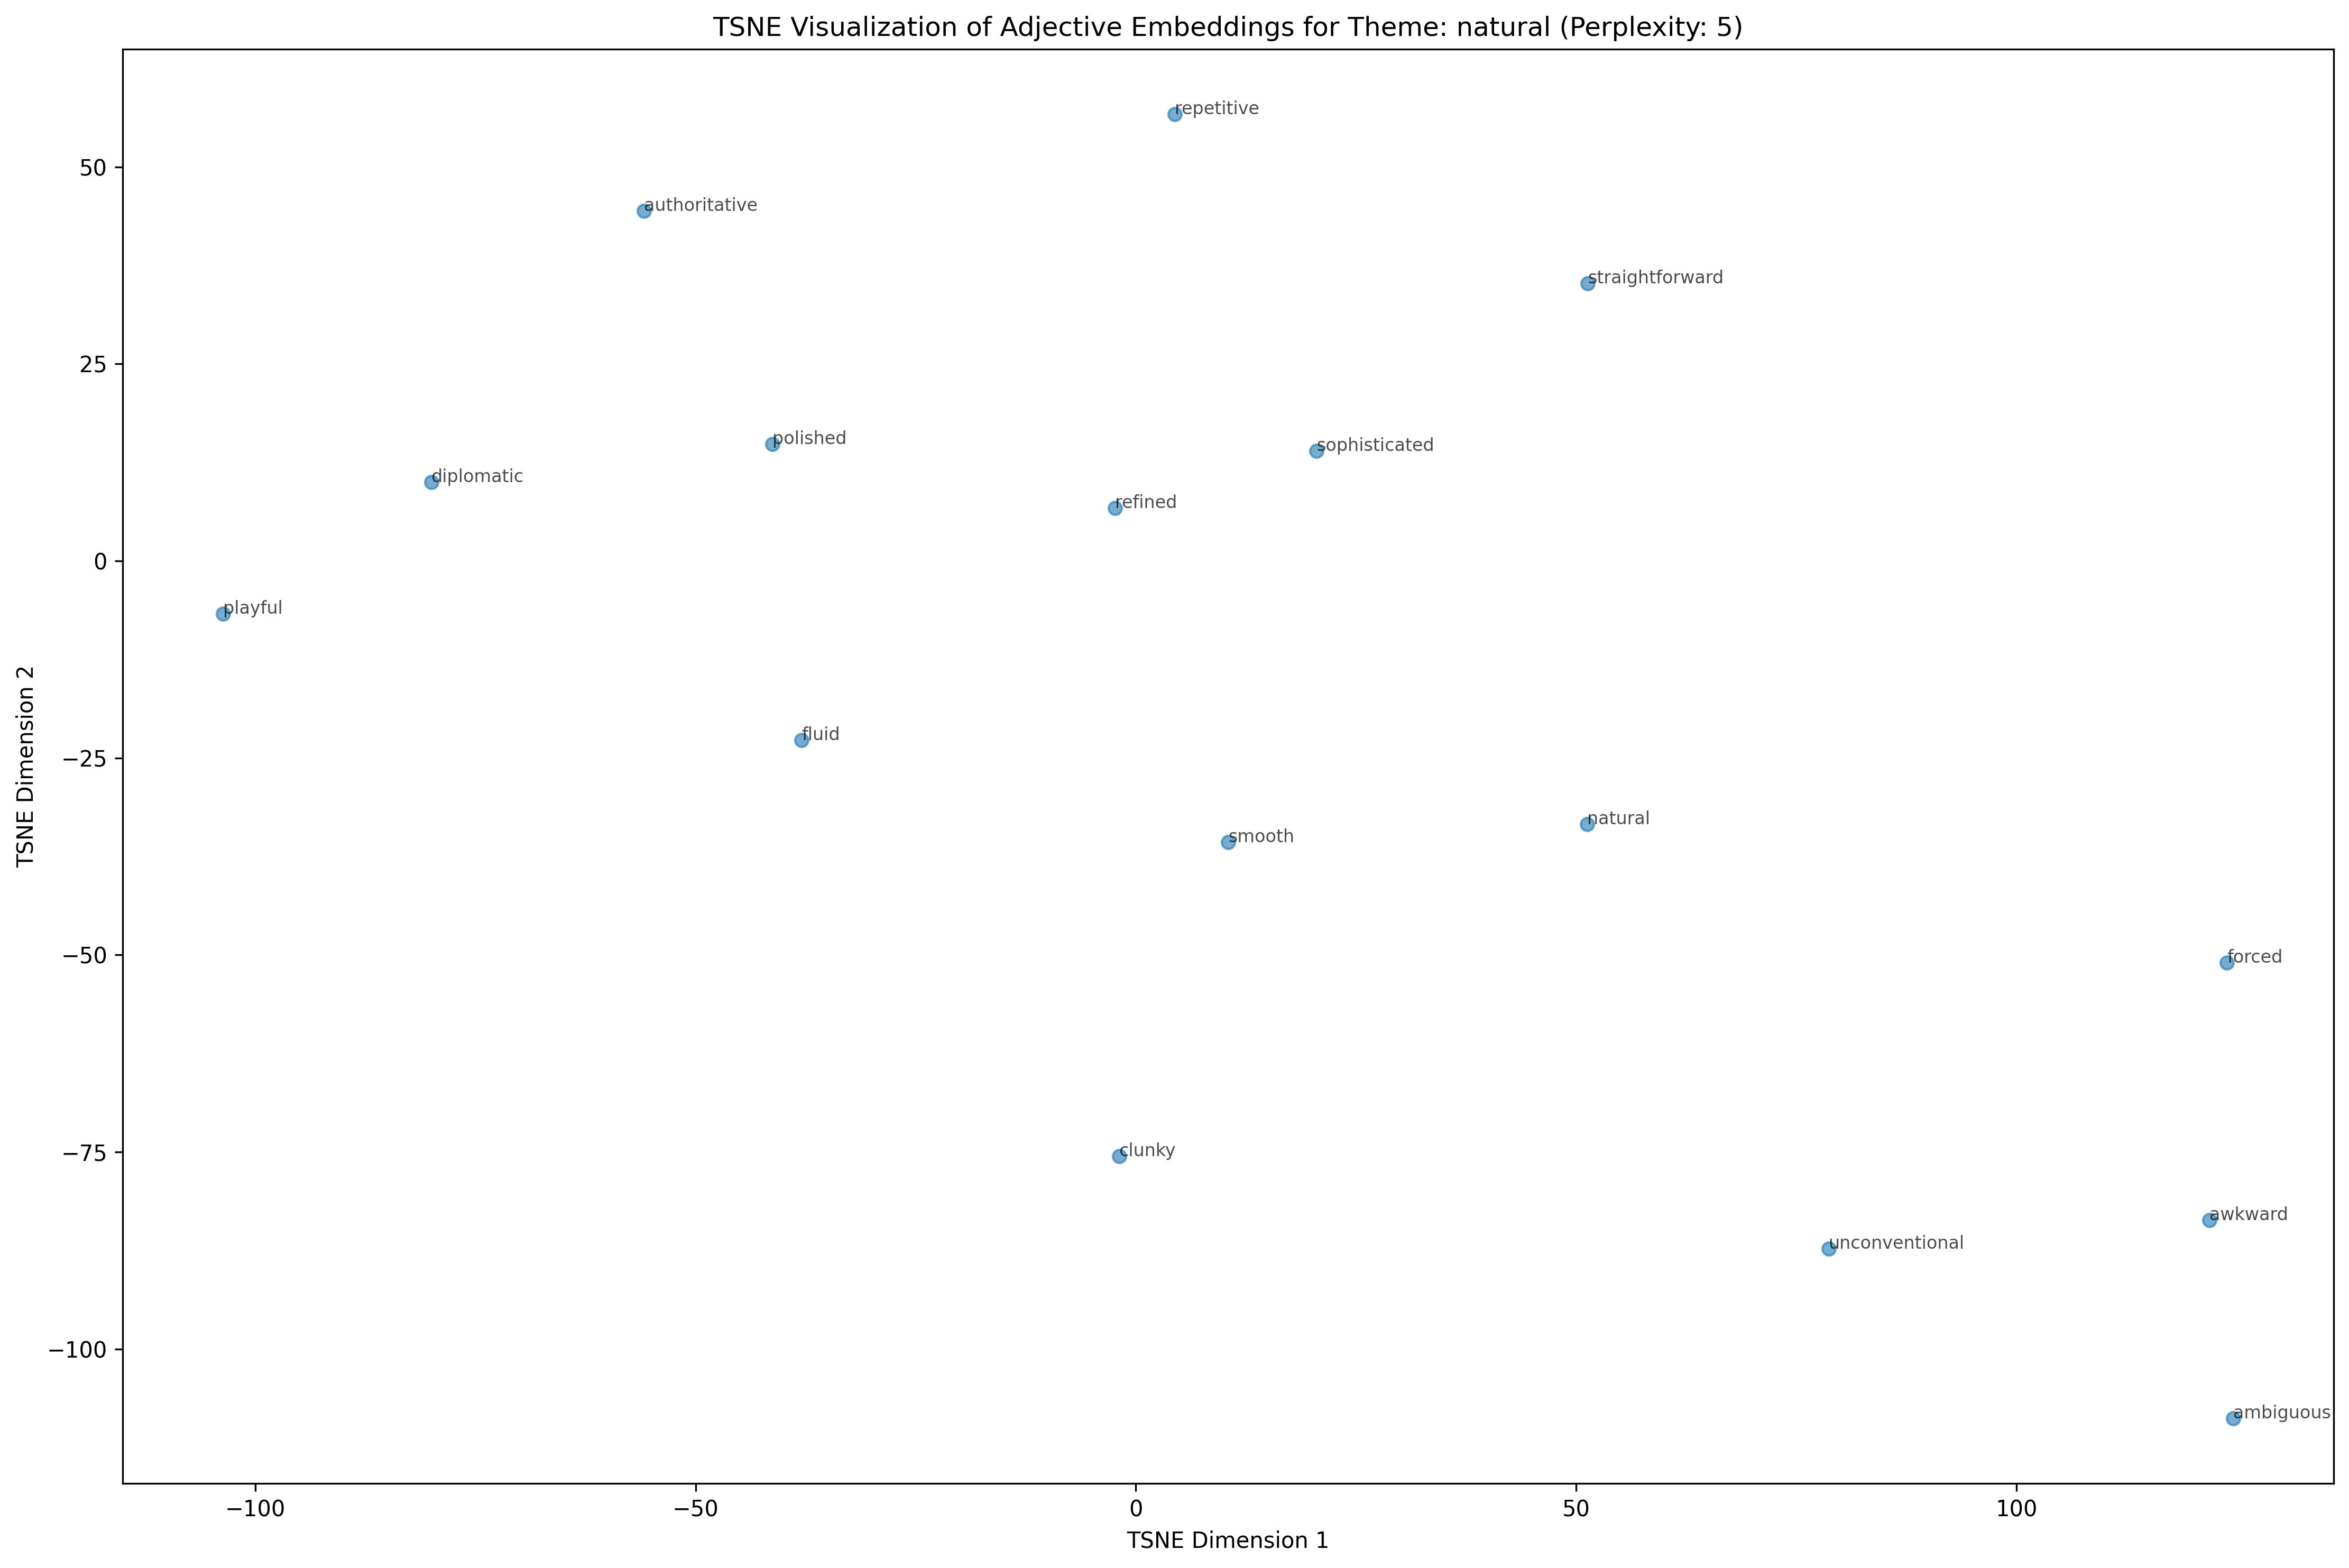 TSNE Visualization of Adjective Embeddings for Theme: natural (Perplexity: 5)
repetitive
50
authoritative
straightforward
25
polished
sophisticated
diplomatic
refined
0
playful
TSNE Dimension 2
fluid
−25
natural
smooth
−50
forced
−75
clunky
awkward
unconventional
−100
ambiguous
−100
−50
0
50
100
TSNE Dimension 1